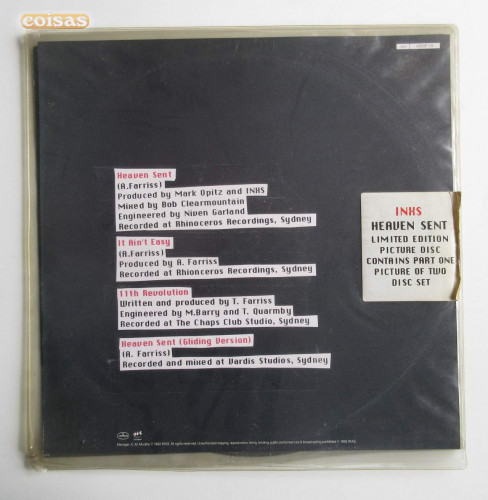 coisas
Heaven Sent
(A.Farriss)
Produced by Mark Opitz and INXS
Mixed by Bob Clearmountain
Engineered by Niven Garland
Recorded at Rhinoceros Recordings, Sydney
It Ain't Easy
(A.Farriss)
Produced by A. Farriss
Recorded at Rhionceros Recordings, Sydney
11th Revolution
Written and produced by T. Farriss
Engineered by M.Barry and T. Quarmby
Recorded at The Chaps Club Studio, Sydney
Heaven Sent (Gliding Version)
(A. Farriss)
Recorded and mixed at Vardis Studios, Sydney
INXS
HEAVEN SENT
LIMITED EDITION
PICTURE DISC
CONTAINS PART ONE
PICTURE OF TWO
DISC SET